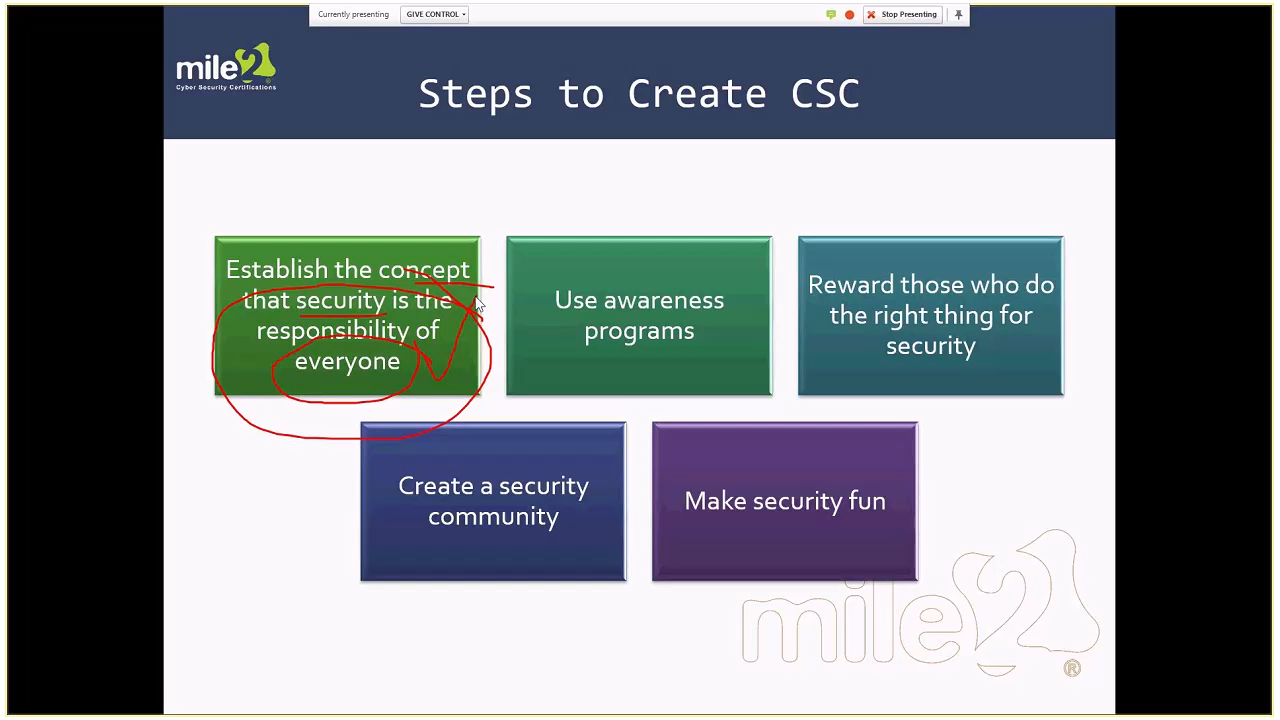 Currently presenting GIVE CONTROL Stop Presenting
mile2
Cyber Security Certifications
Steps to Create CSC
Establish the concept
that security is the
responsibility of
everyone
Use awareness
programs
Reward those who do
the right thing for
security
Create a security
community
Make security fun
mile2®